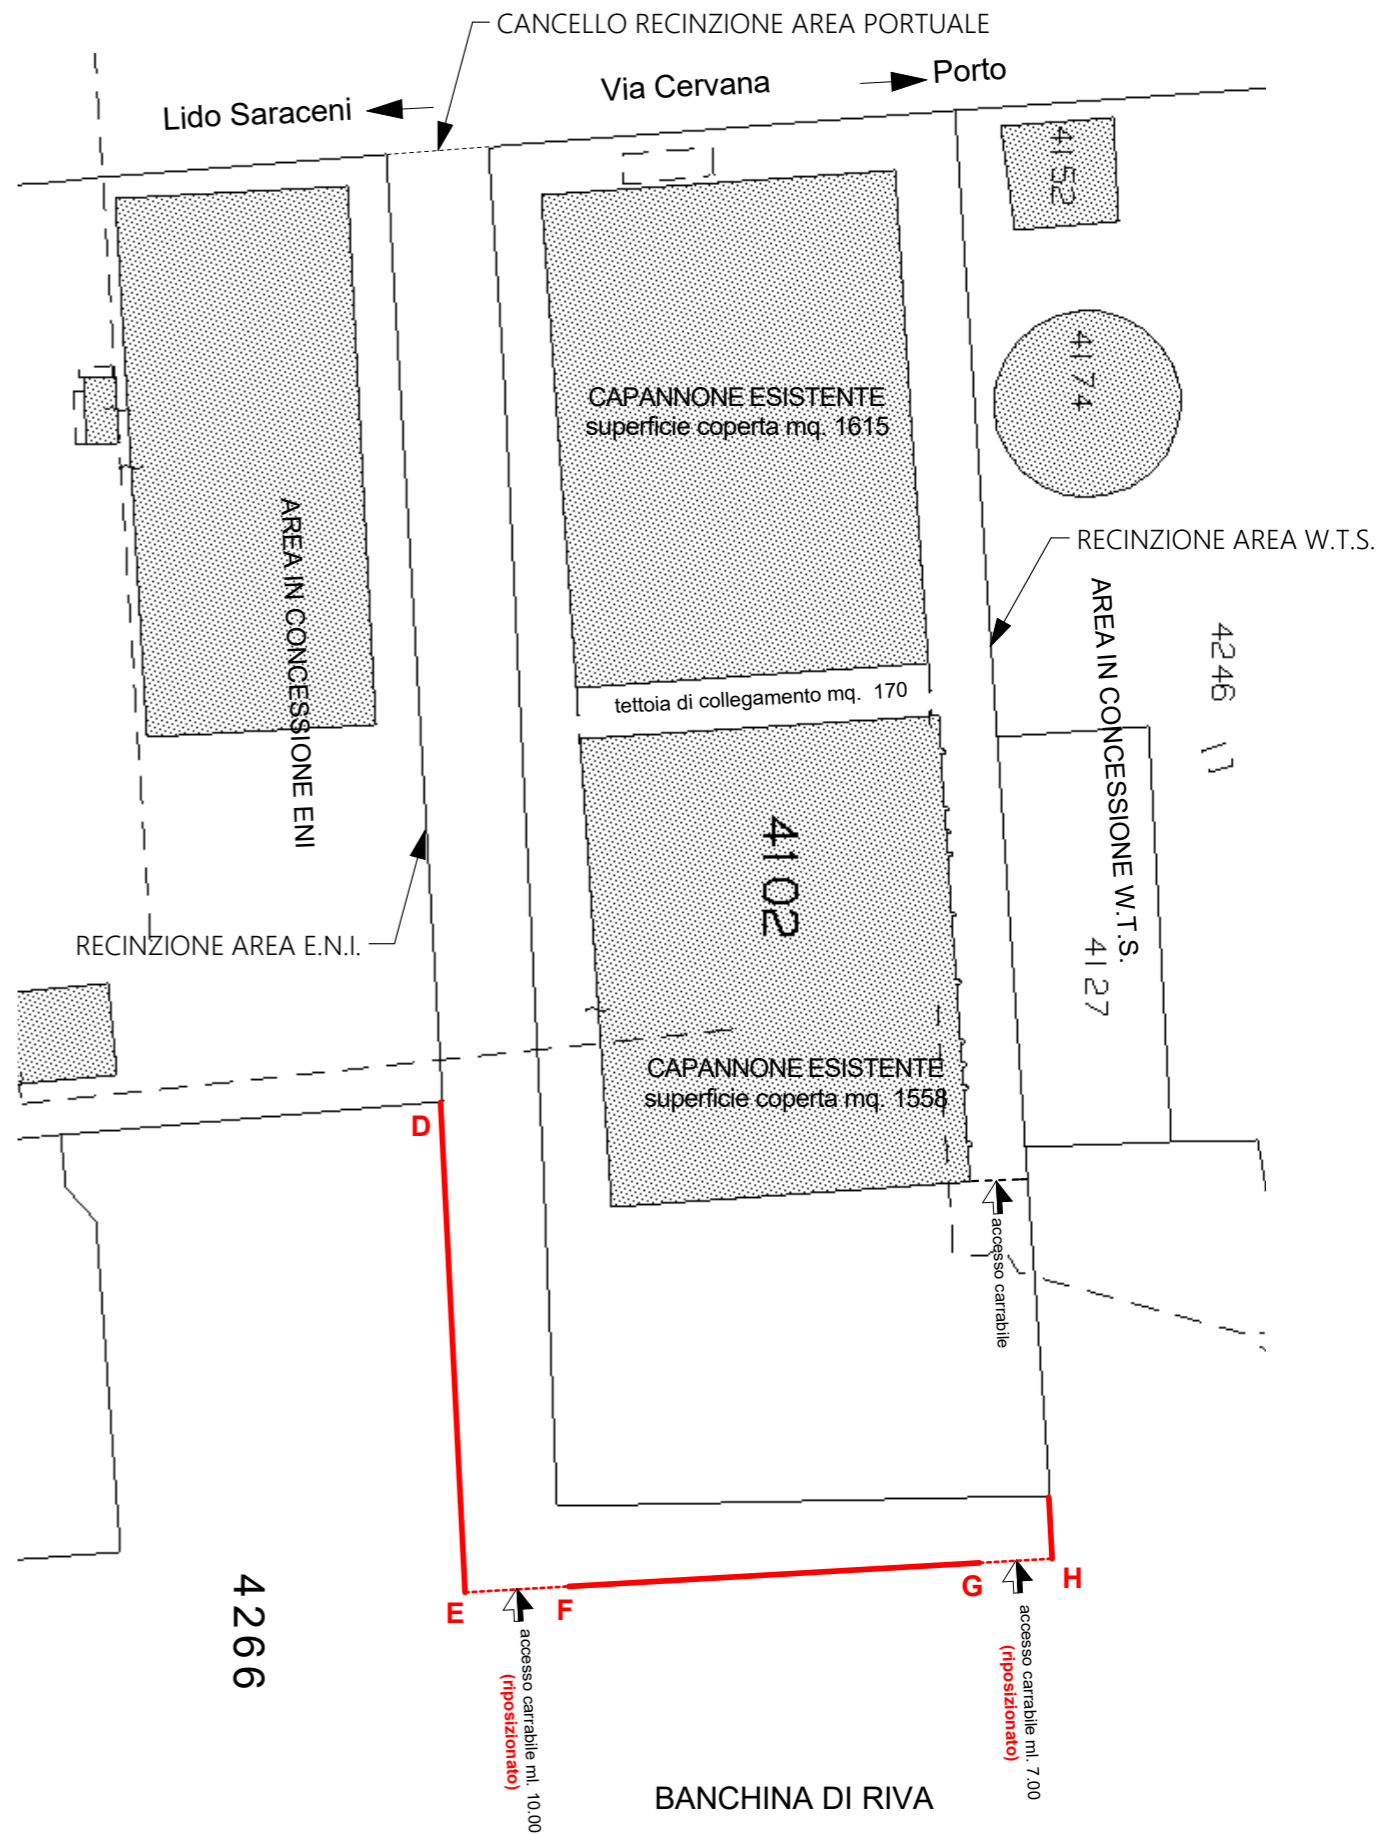 CANCELLO RECINZIONE AREA PORTUALE
Lido Saraceni
Via Cervana
Porto
4152
4174
CAPANNONE ESISTENTE
superficie coperta mq. 1615
AREA IN CONCESSIONE ENI
RECINZIONE AREA W.T.S.
AREA IN CONCESSIONE W.T.S.
4246
tettoia di collegamento mq. 170
4102
RECINZIONE AREA E.N.I.
4127
CAPANNONE ESISTENTE
superficie coperta mq. 1558
D
accesso carrabile
E
F
G
H
4266
accesso carrabile ml. 10.00
(riposizionato)
accesso carrabile ml. 7.00
(riposizionato)
BANCHINA DI RIVA